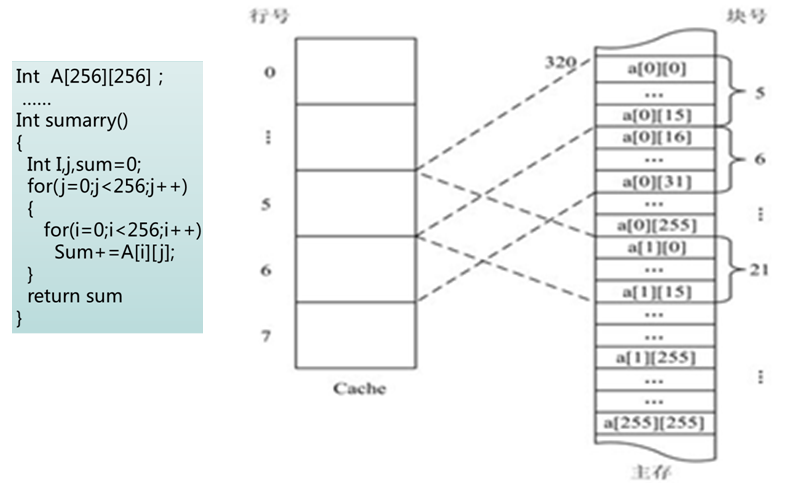 Int A[256][256] ;
......
Int sumarry()
{
Int I,j,sum=0;
for(j=0;j<256;j++)
{
for(i=0;i<256;i++)
Sum+=A[i][j];
}
return sum
}
行号
0
⋮
5
6
7
Cache
块号
320
a[0][0]
...
a[0][15]
a[0][16]
...
a[0][31]
...
a[0][255]
a[1][0]
...
a[1][15]
...
...
a[1][255]
...
...
a[255][255]
5
6
⋮
21
⋮
主存